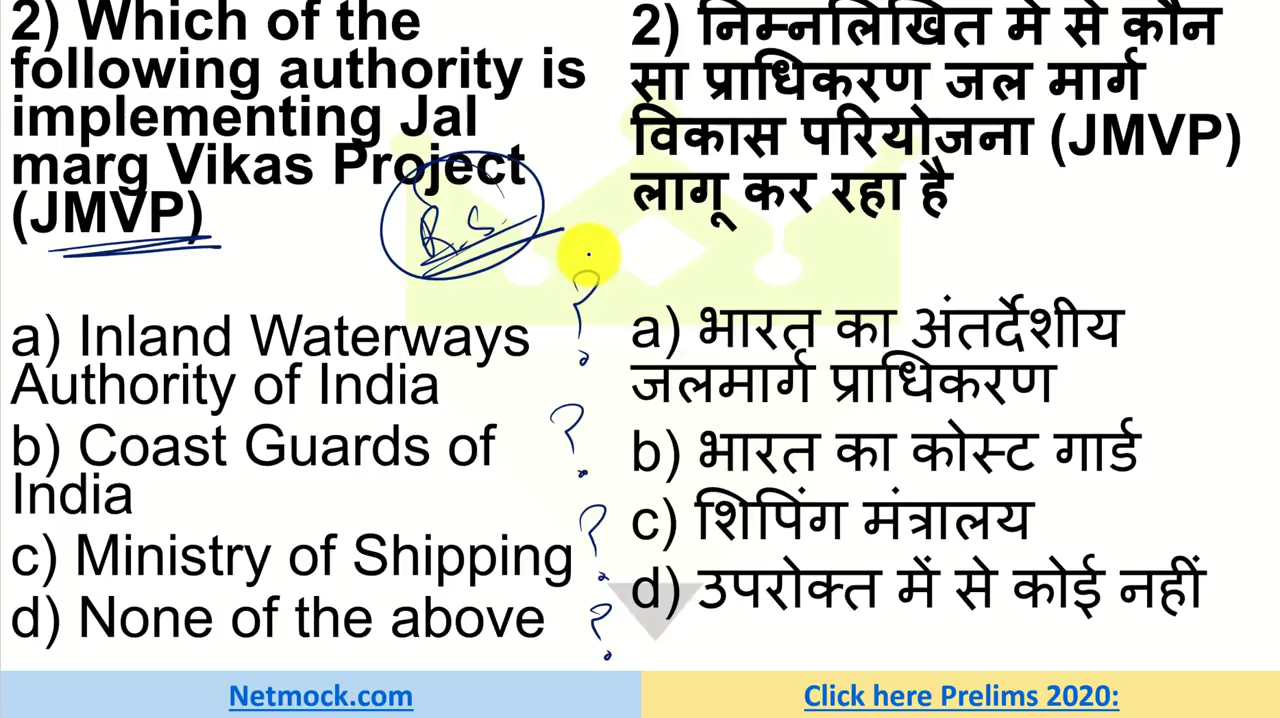 2) Which of the
following authority is
implementing Jal
marg Vikas Project
(JMVP)
R.S.
a) Inland Waterways
Authority of India
b) Coast Guards of
India
c) Ministry of Shipping
d) None of the above
?
?
?
?
2) निम्नलिखित मे से कौन
सा प्राधिकरण जल मार्ग
विकास परियोजना (JMVP)
लागू कर रहा है
a) भारत का अंतर्देशीय
जलमार्ग प्राधिकरण
b) भारत का कोस्ट गार्ड
c) शिपिंग मंत्रालय
d) उपरोक्त में से कोई नहीं
Netmock.com
Click here Prelims 2020: